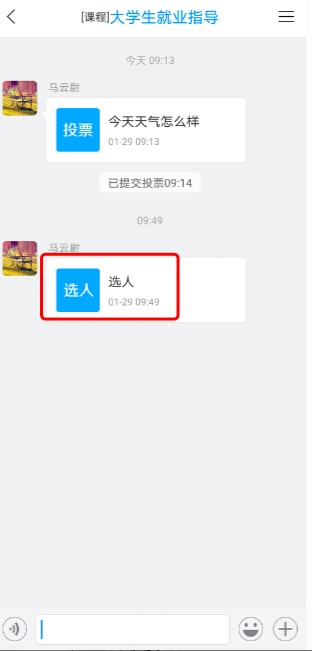 [课程]大学生就业指导
今天 09:13
马云尉
投票
今天天气怎么样
01-29 09:13
已提交投票09:14
09:49
马云尉
选人
选人
01-29 09:49